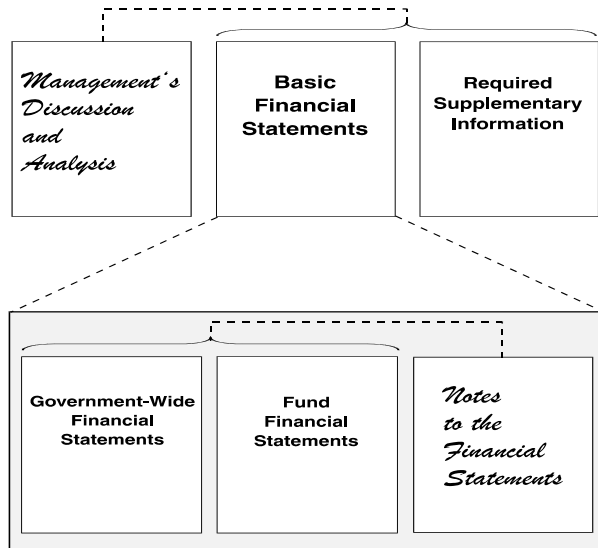 Management's
Discussion
and
Analysis
Basic
Financial
Statements
Required
Supplementary
Information
Government-Wide
Financial
Statements
Fund
Financial
Statements
Notes
to the
Financial
Statements